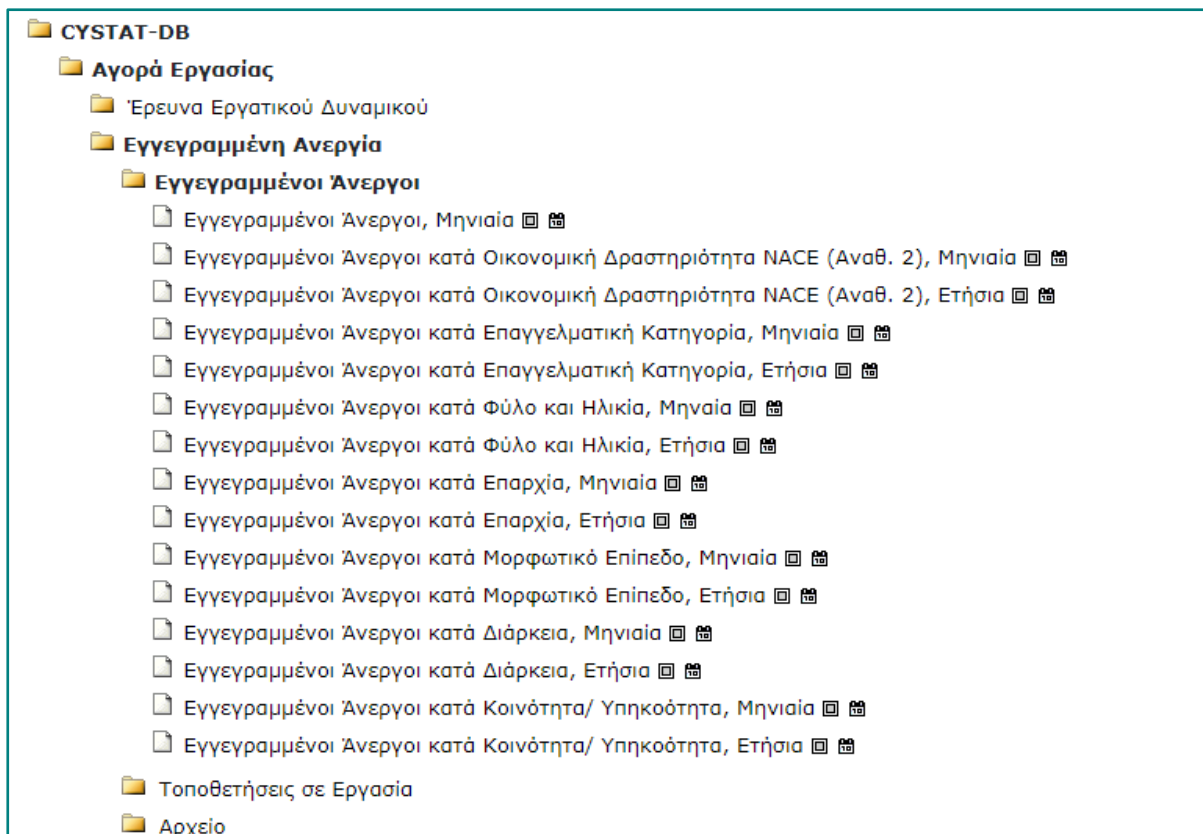 CYSTAT-DB
Αγορά Εργασίας
Έρευνα Εργατικού Δυναμικού
Εγγεγραμμένη Ανεργία
Εγγεγραμμένοι Άνεργοι
Εγγεγραμμένοι Άνεργοι, Μηνιαία
Εγγεγραμμένοι Άνεργοι κατά Οικονομική Δραστηριότητα NACE (Αναθ. 2), Μηνιαία
Εγγεγραμμένοι Άνεργοι κατά Οικονομική Δραστηριότητα NACE (Αναθ. 2), Ετήσια
Εγγεγραμμένοι Άνεργοι κατά Επαγγελματική Κατηγορία, Μηνιαία
Εγγεγραμμένοι Άνεργοι κατά Επαγγελματική Κατηγορία, Ετήσια
Εγγεγραμμένοι Άνεργοι κατά Φύλο και Ηλικία, Μηναία
Εγγεγραμμένοι Άνεργοι κατά Φύλο και Ηλικία, Ετήσια
Εγγεγραμμένοι Άνεργοι κατά Επαρχία, Μηνιαία
Εγγεγραμμένοι Άνεργοι κατά Επαρχία, Ετήσια
Εγγεγραμμένοι Άνεργοι κατά Μορφωτικό Επίπεδο, Μηνιαία
Εγγεγραμμένοι Άνεργοι κατά Μορφωτικό Επίπεδο, Ετήσια
Εγγεγραμμένοι Άνεργοι κατά Διάρκεια, Μηνιαία
Εγγεγραμμένοι Άνεργοι κατά Διάρκεια, Ετήσια
Εγγεγραμμένοι Άνεργοι κατά Κοινότητα/ Υπηκοότητα, Μηνιαία
Εγγεγραμμένοι Άνεργοι κατά Κοινότητα/ Υπηκοότητα, Ετήσια
Τοποθετήσεις σε Εργασία
Αρχείο